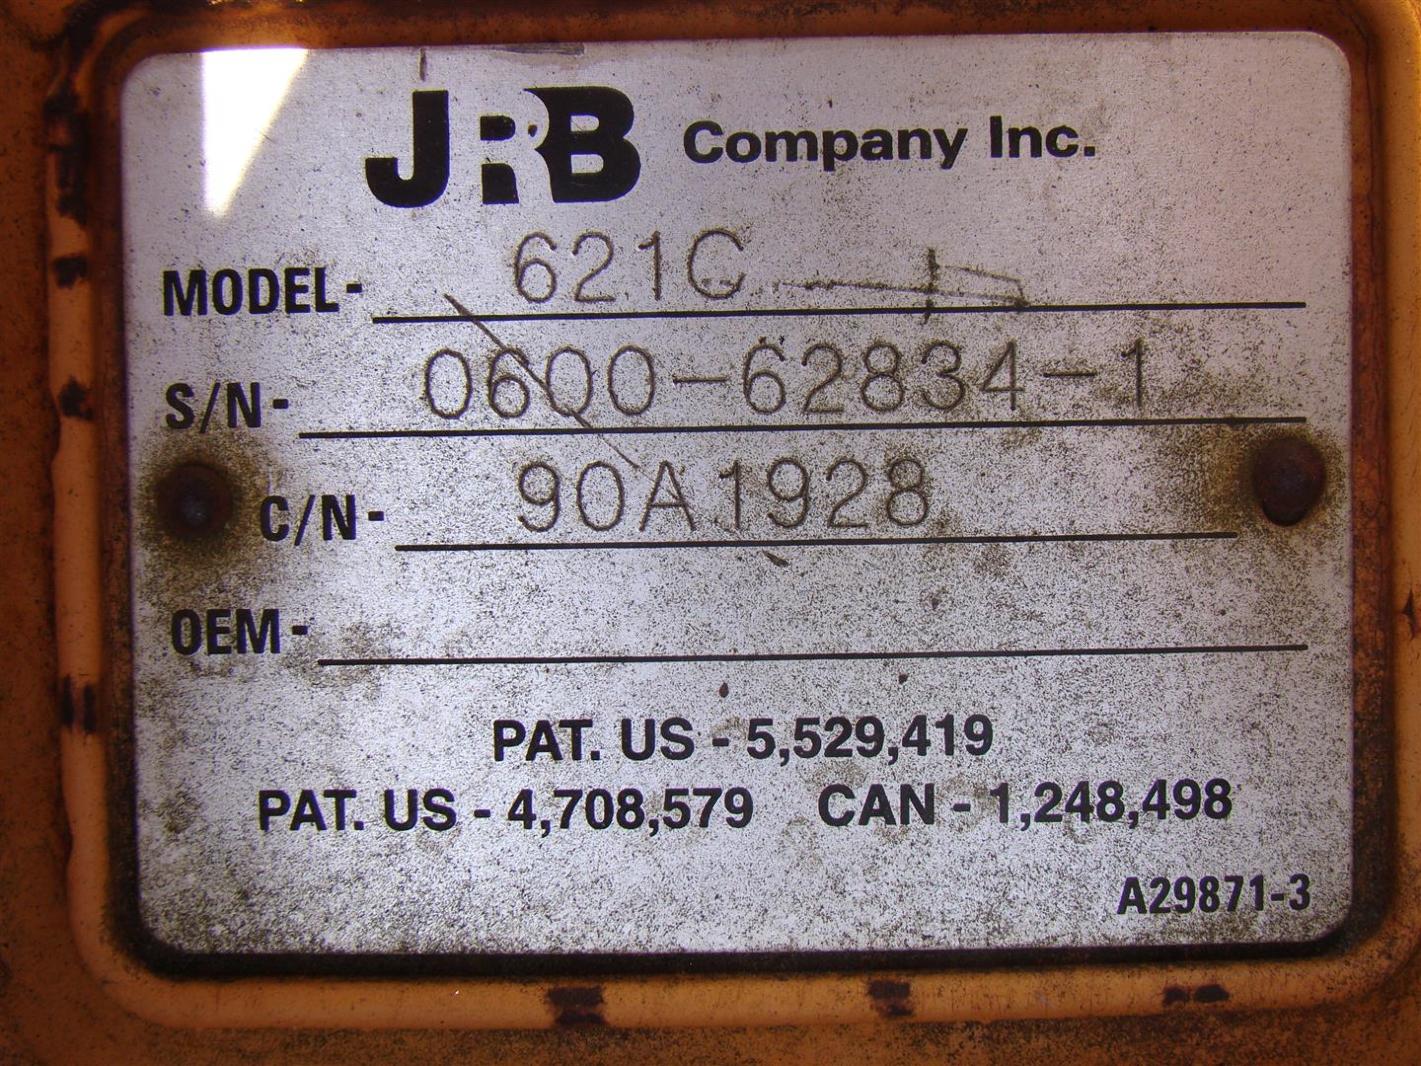 JRB Company Inc.
MODEL- 621C
S/N- 0600-62834-1
C/N- 90A1928
OEM-
PAT. US - 5,529,419
PAT. US - 4,708,579 CAN - 1,248,498
A29871-3